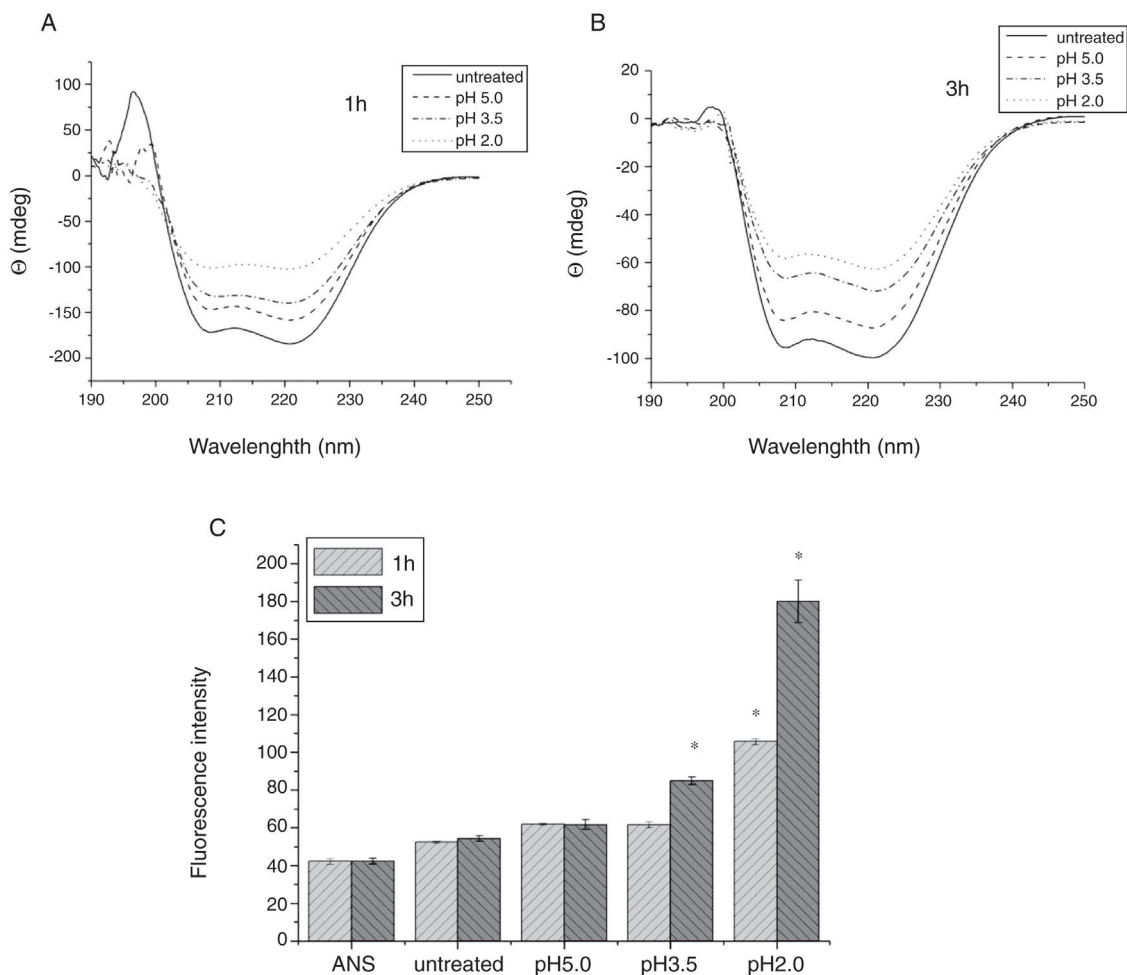 A
1h
untreated
pH 5.0
pH 3.5
pH 2.0
Θ (mdeg)
100
50
0
-50
-100
-150
-200
190 200 210 220 230 240 250
Wavelenghth (nm)
B
3h
untreated
pH 5.0
pH 3.5
pH 2.0
Θ (mdeg)
20
0
-20
-40
-60
-80
-100
190 200 210 220 230 240 250
Wavelenghth (nm)
C
1h
3h
Fluorescence intensity
200
180
160
140
120
100
80
60
40
20
0
*
*
*
ANS untreated pH5.0 pH3.5 pH2.0